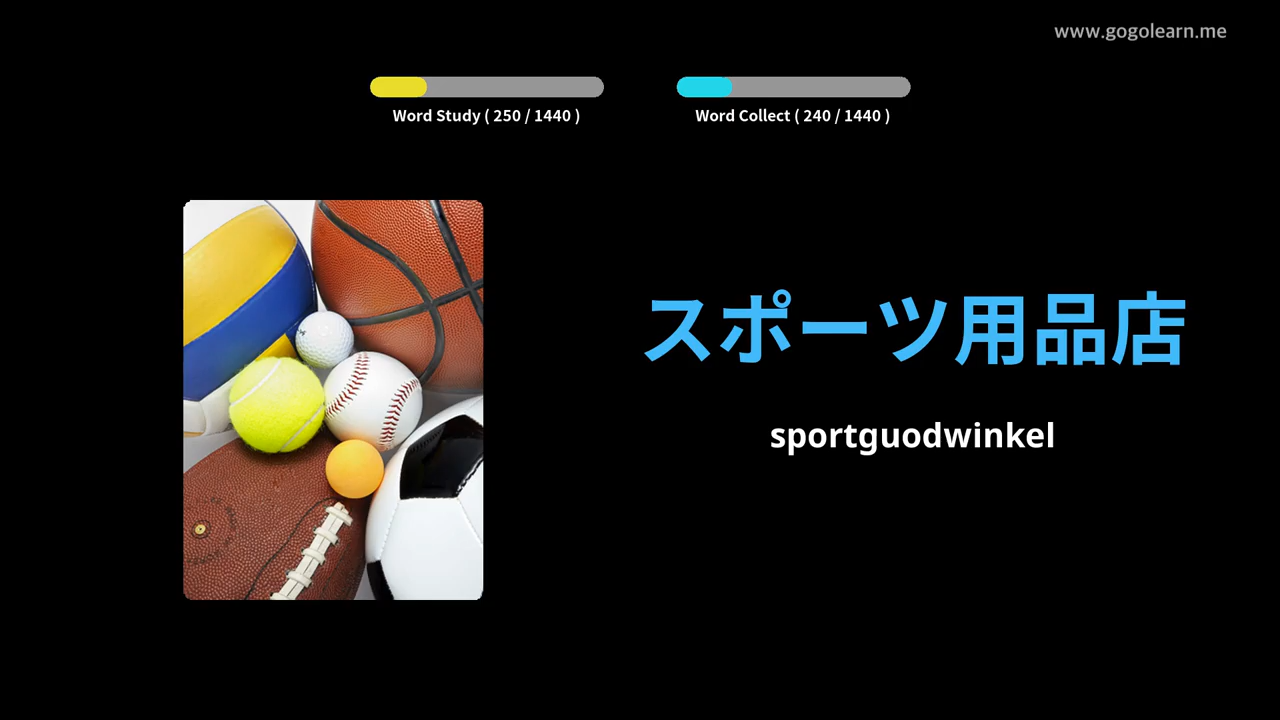 www.gogolearn.me
Word Study ( 250 / 1440 )
Word Collect ( 240 / 1440 )
スポーツ用品店
sportguodwinkel